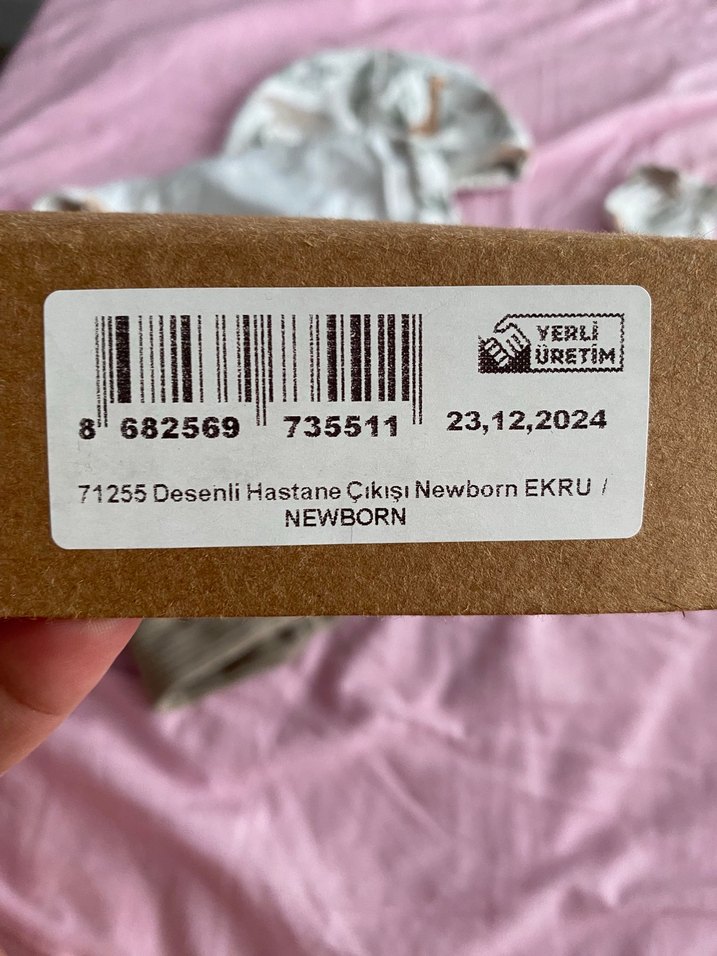 YERLİ
ÜRETİM
8 682569 735511
23,12,2024
71255 Desenli Hastane Çıkışı Newborn EKRU /
NEWBORN